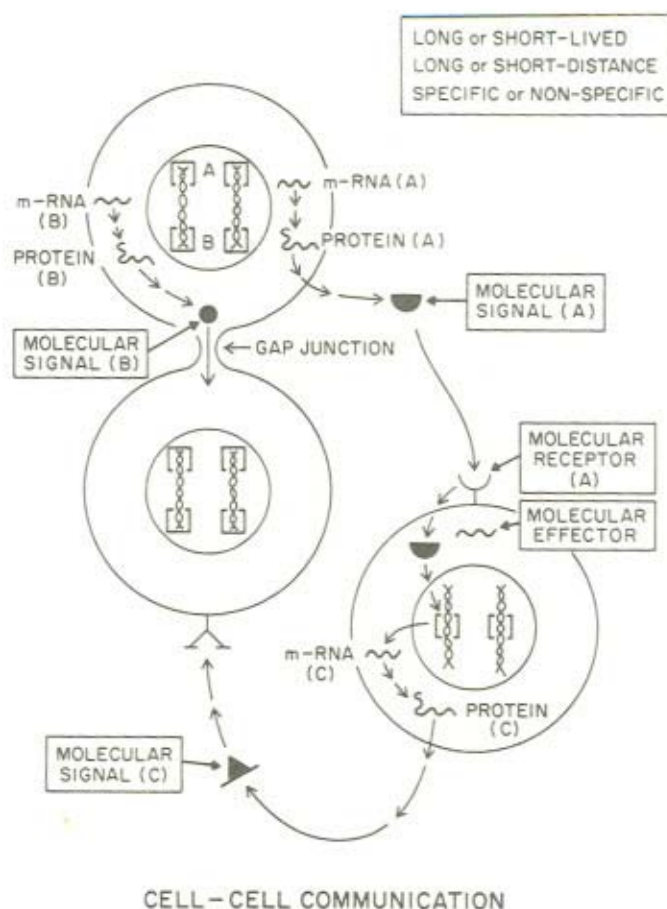 LONG or SHORT-LIVED
LONG or SHORT-DISTANCE
SPECIFIC or NON-SPECIFIC
A
B
m-RNA
(B)
PROTEIN
(B)
m-RNA (A)
PROTEIN (A)
MOLECULAR
SIGNAL (A)
MOLECULAR
SIGNAL (B)
GAP JUNCTION
MOLECULAR
RECEPTOR
(A)
MOLECULAR
EFFECTOR
m-RNA
(C)
PROTEIN
(C)
MOLECULAR
SIGNAL (C)
CELL-CELL COMMUNICATION